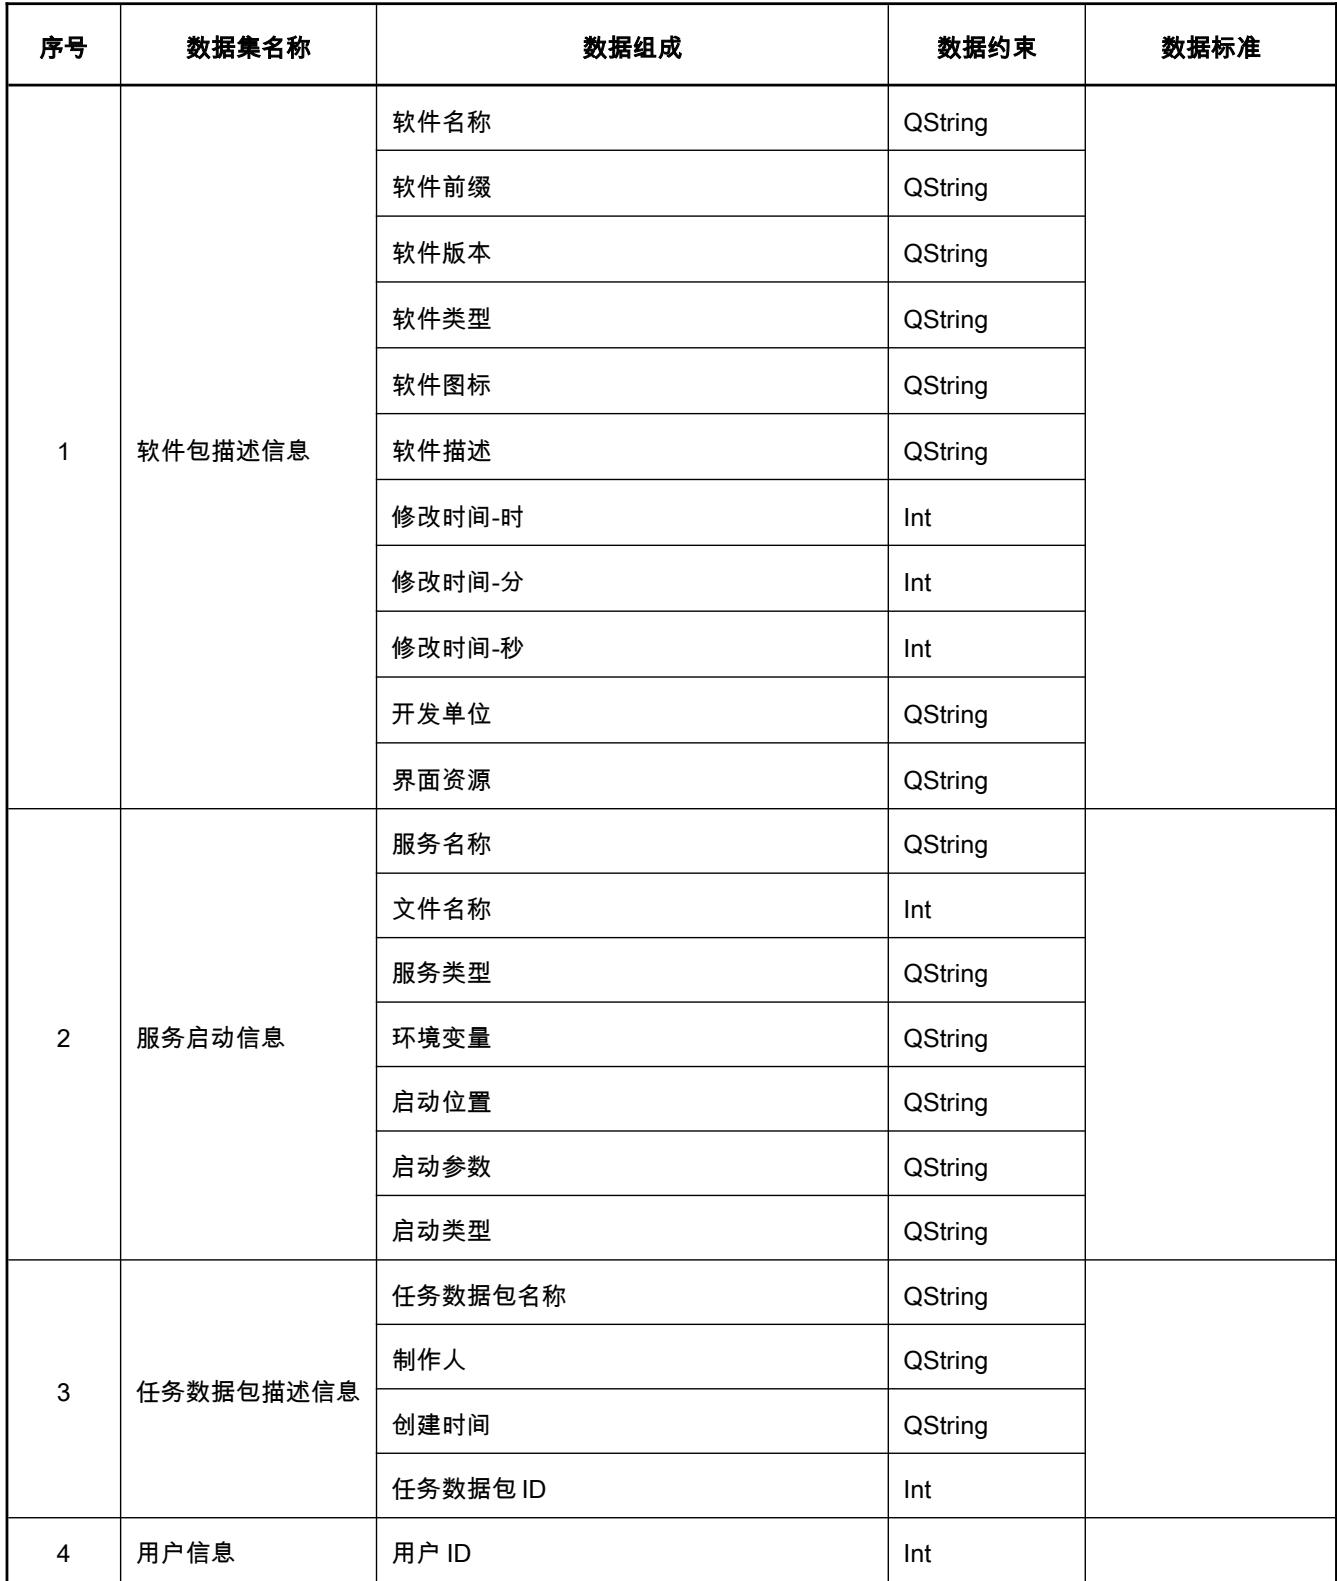 序号 数据集名称 数据组成 数据约束 数据标准
软件名称 QString
软件前缀 QString
软件版本 QString
软件类型 QString
软件图标 QString
1 软件包描述信息 软件描述 QString
修改时间-时 Int
修改时间-分 Int
修改时间-秒 Int
开发单位 QString
界面资源 QString
服务名称 QString
文件名称 Int
服务类型 QString
2 服务启动信息 环境变量 QString
启动位置 QString
启动参数 QString
启动类型 QString
任务数据包名称 QString
制作人 QString
3 任务数据包描述信息
创建时间 QString
任务数据包 ID Int
4 用户信息 用户 ID Int